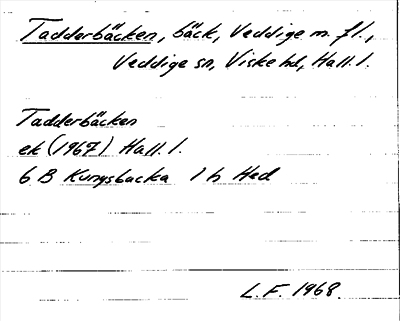 Tadderbäcken, bäck, Veddige m. fl.,
Veddige sn, Viske hd, Hall. l.
Tadderbäcken
ek (1967) Hall. l.
6 B Kungsbacka 1 h Hed
L.F. 1968.